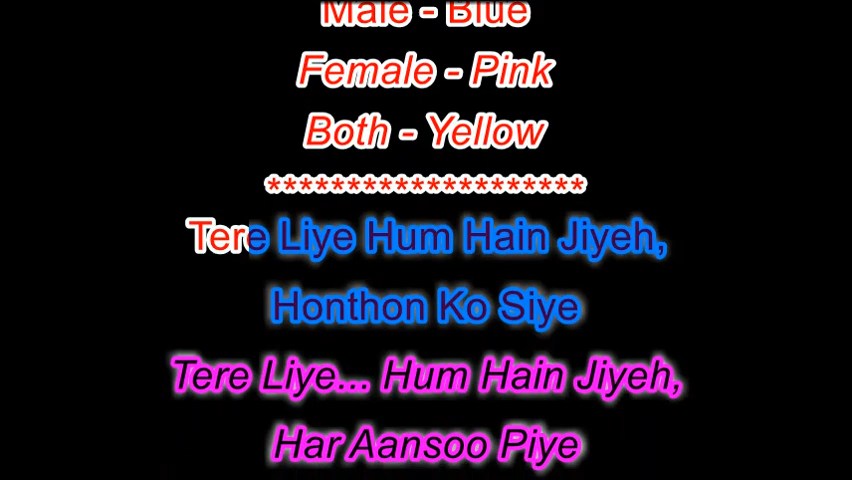 Male - Blue
Female - Pink
Both - Yellow
********************
Tere Liye Hum Hain Jiyeh,
Honthon Ko Siye
Tere Liye... Hum Hain Jiyeh,
Har Aansoo Piye